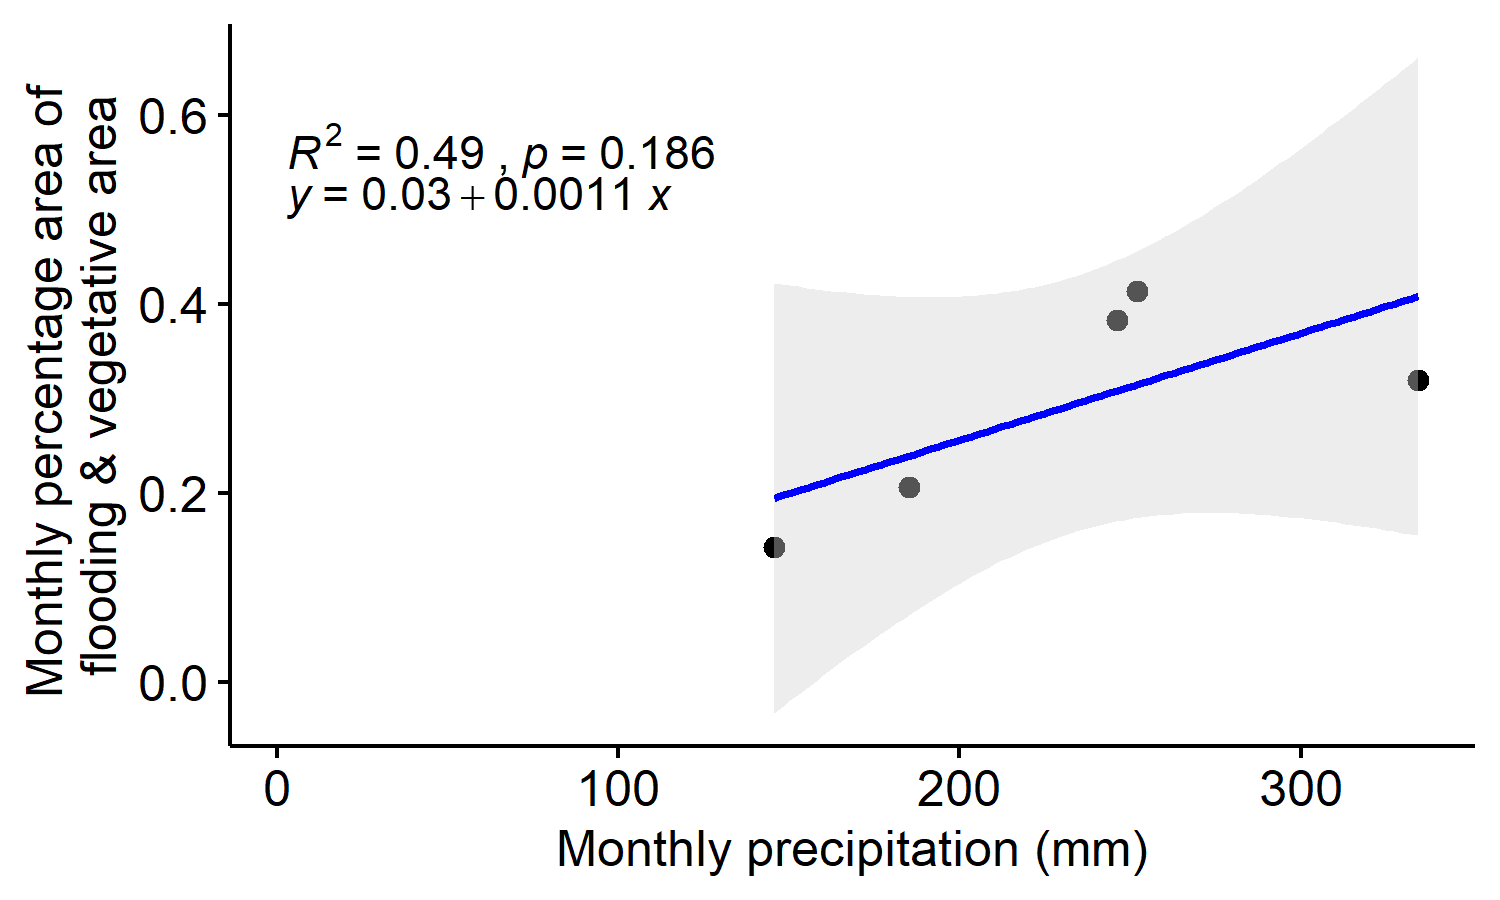 Monthly percentage area of
flooding & vegetative area
0.6
0.4
0.2
0.0
R² = 0.49 , p = 0.186
y = 0.03 + 0.0011 x
0 100 200 300
Monthly precipitation (mm)